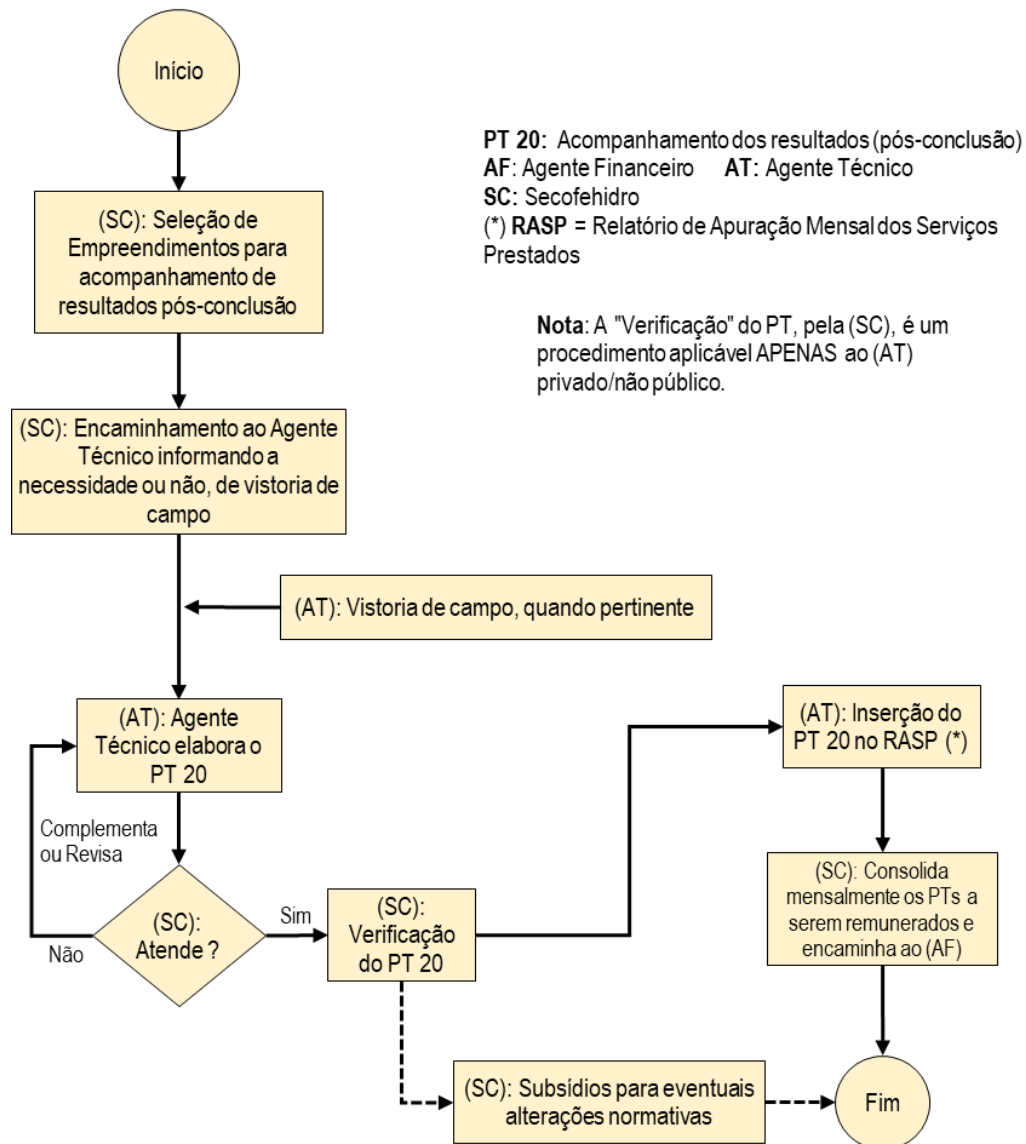 Início
PT 20: Acompanhamento dos resultados (pós-conclusão)
AF: Agente Financeiro AT: Agente Técnico
SC: Secofehidro
(*) RASP = Relatório de Apuração Mensal dos Serviços
Prestados
Nota: A "Verificação" do PT, pela (SC), é um
procedimento aplicável APENAS ao (AT)
privado/não público.
(SC): Seleção de
Empreendimentos para
acompanhamento de
resultados pós-conclusão
(SC): Encaminhamento ao Agente
Técnico informando a
necessidade ou não, de vistoria de
campo
(AT): Vistoria de campo, quando pertinente
(AT): Agente
Técnico elabora o
PT 20
Complementa
ou Revisa
(SC):
Atende ?
Não
Sim
(SC):
Verificação
do PT 20
(AT): Inserção do
PT 20 no RASP (*)
(SC): Consolida
mensalmente os PTs a
serem remunerados e
encaminha ao (AF)
(SC): Subsídios para eventuais
alterações normativas
Fim